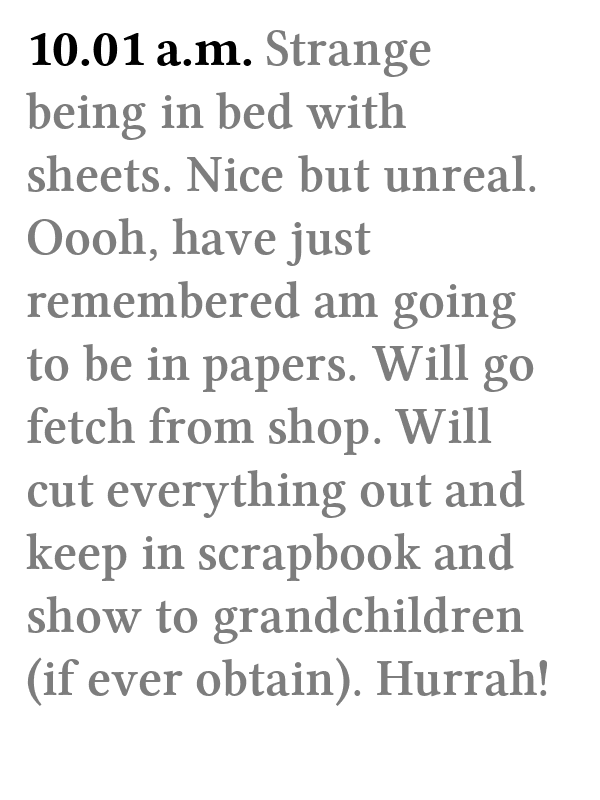 10.01 a.m. Strange
being in bed with
sheets. Nice but unreal.
Oooh, have just
remembered am going
to be in papers. Will go
fetch from shop. Will
cut everything out and
keep in scrapbook and
show to grandchildren
(if ever obtain). Hurrah!